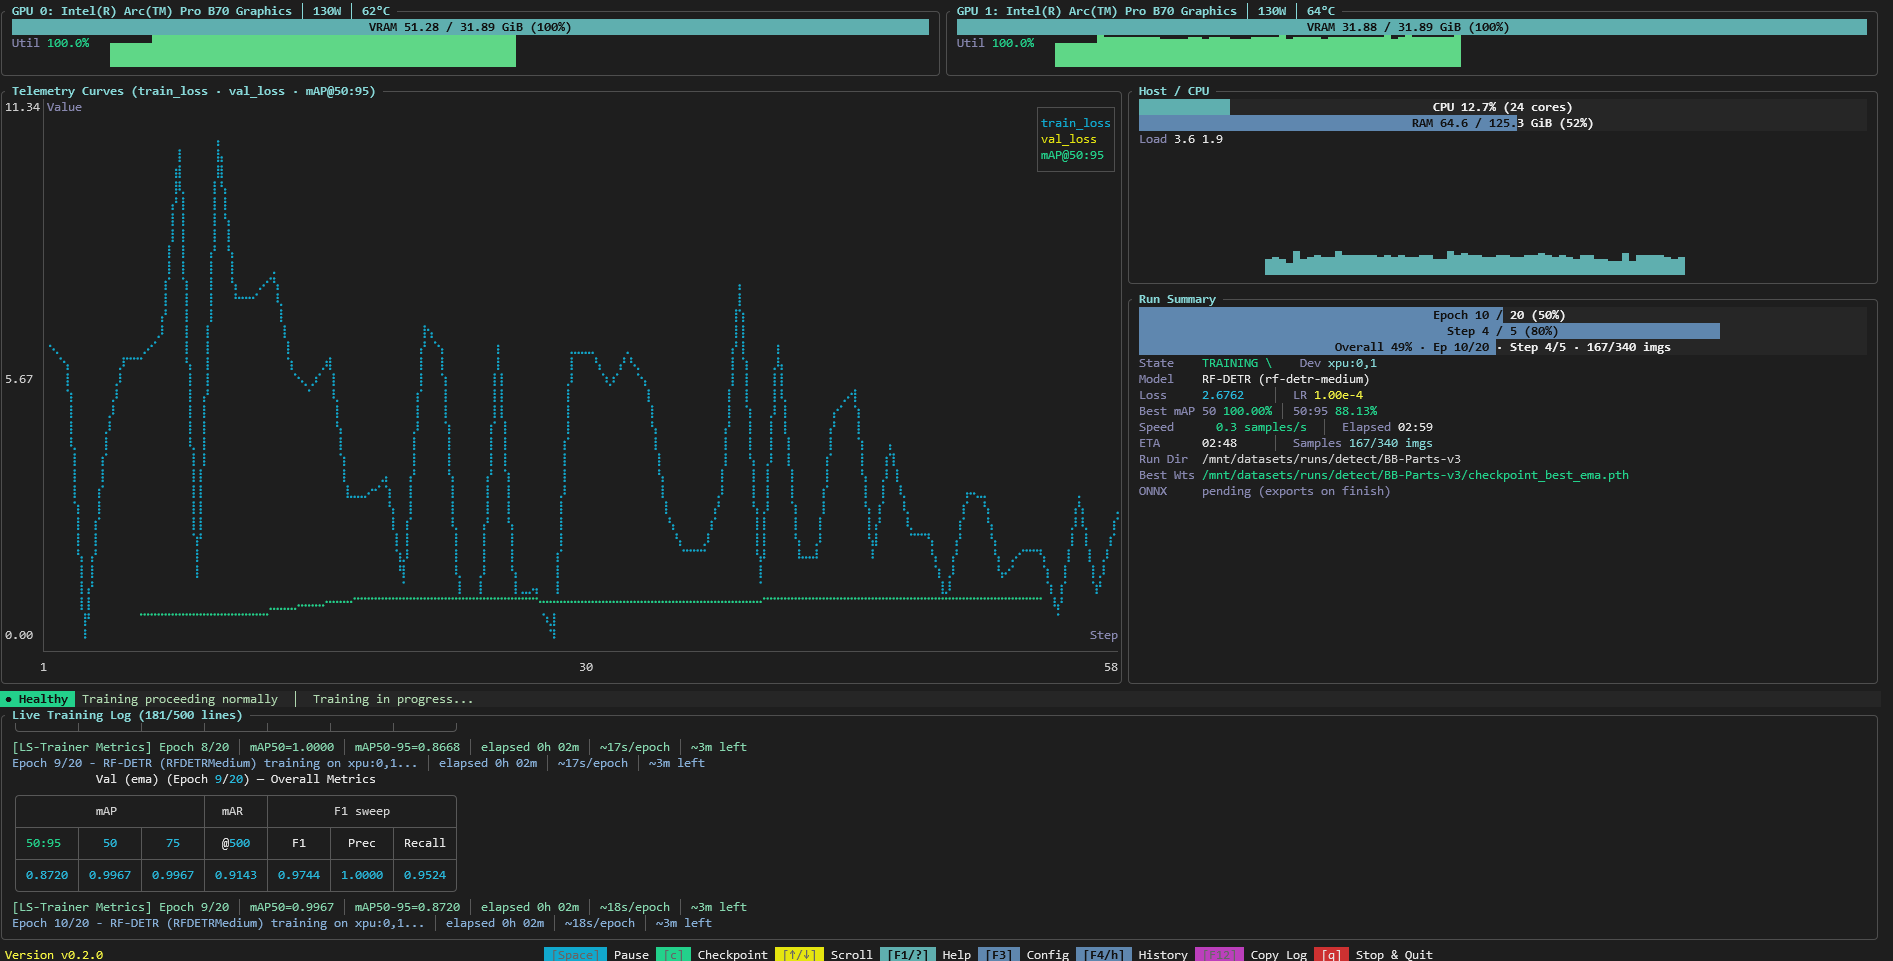 GPU 0: Intel(R) Arc(TM) Pro B70 Graphics │ 130W │ 62°C
VRAM 51.28 / 31.89 GiB (100%)
Util 100.0%
GPU 1: Intel(R) Arc(TM) Pro B70 Graphics │ 130W │ 64°C
VRAM 31.88 / 31.89 GiB (100%)
Util 100.0%
Telemetry Curves (train_loss · val_loss · mAP@50:95)
11.34 Value
train_loss
val_loss
mAP@50:95
5.67
0.00
Step
1 30 58
Host / CPU
CPU 12.7% (24 cores)
RAM 64.6 / 125.3 GiB (52%)
Load 3.6 1.9
Run Summary
Epoch 10 / 20 (50%)
Step 4 / 5 (80%)
Overall 49% · Ep 10/20 · Step 4/5 · 167/340 imgs
State TRAINING \ Dev xpu:0,1
Model RF-DETR (rf-detr-medium)
Loss 2.6762 │ LR 1.00e-4
Best mAP 50 100.00% │ 50:95 88.13%
Speed 0.3 samples/s │ Elapsed 02:59
ETA 02:48 │ Samples 167/340 imgs
Run Dir /mnt/datasets/runs/detect/BB-Parts-v3
Best Wts /mnt/datasets/runs/detect/BB-Parts-v3/checkpoint_best_ema.pth
ONNX pending (exports on finish)
● Healthy Training proceeding normally │ Training in progress...
Live Training Log (181/500 lines)
[LS-Trainer Metrics] Epoch 8/20 │ mAP50=1.0000 │ mAP50-95=0.8668 │ elapsed 0h 02m │ ~17s/epoch │ ~3m left
Epoch 9/20 - RF-DETR (RFDETRMedium) training on xpu:0,1... │ elapsed 0h 02m │ ~17s/epoch │ ~3m left
Val (ema) (Epoch 9/20) — Overall Metrics
mAP mAR F1 sweep
50:95 50 75 @500 F1 Prec Recall
0.8720 0.9967 0.9967 0.9143 0.9744 1.0000 0.9524
[LS-Trainer Metrics] Epoch 9/20 │ mAP50=0.9967 │ mAP50-95=0.8720 │ elapsed 0h 02m │ ~18s/epoch │ ~3m left
Epoch 10/20 - RF-DETR (RFDETRMedium) training on xpu:0,1... │ elapsed 0h 02m │ ~18s/epoch │ ~3m left
Version v0.2.0 [Space] Pause [c] Checkpoint [↑/↓] Scroll [F1/?] Help [F3] Config [F4/h] History [F12] Copy Log [q] Stop & Quit